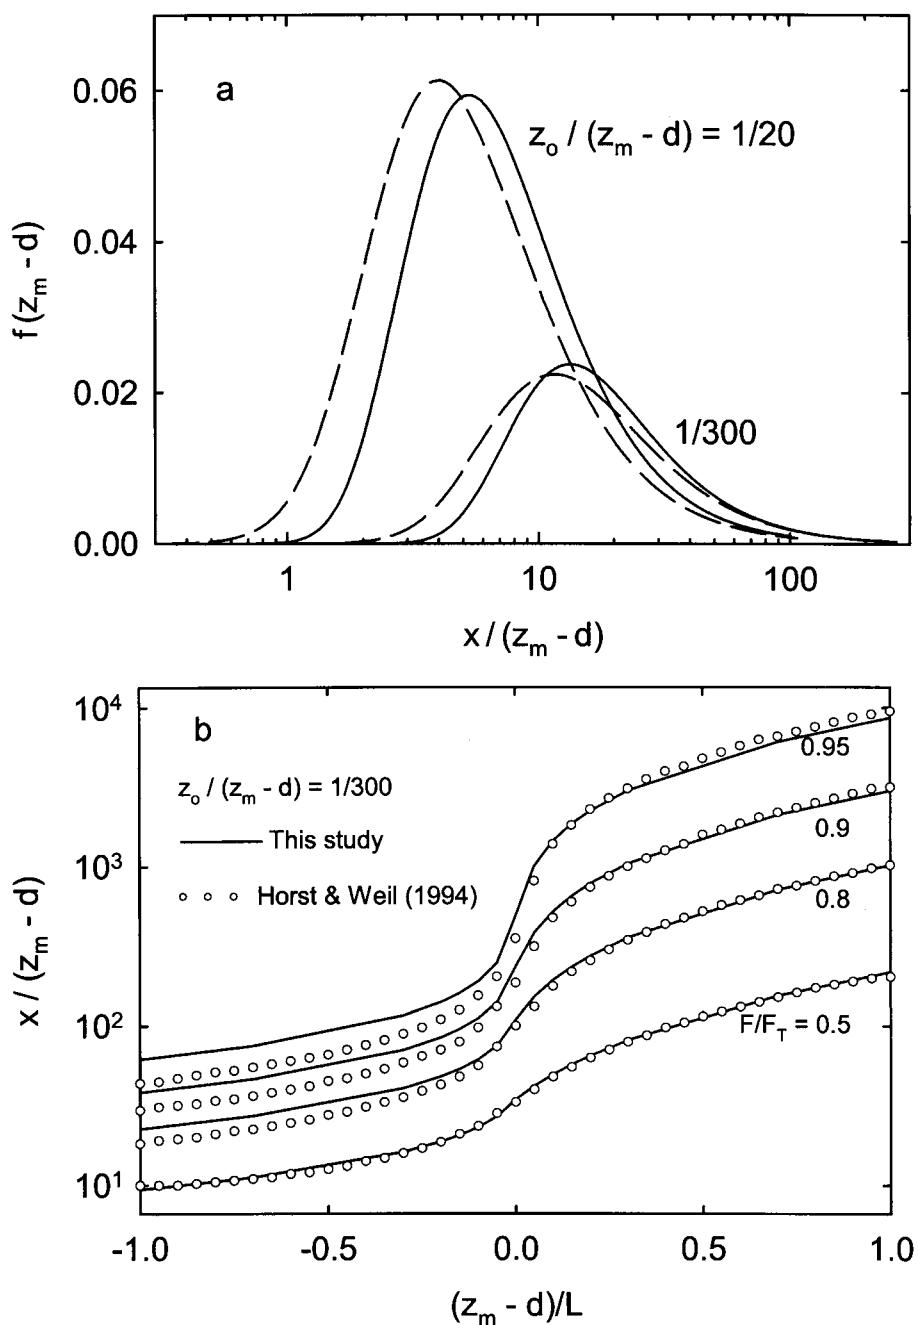 a
0.06
0.04
0.02
0.00
f (z_m - d)
z_o / (z_m - d) = 1/20
1/300
1
10
100
x / (z_m - d)
b
10^4
10^3
10^2
10^1
x / (z_m - d)
z_o / (z_m - d) = 1/300
This study
Horst & Weil (1994)
0.95
0.9
0.8
F/F_T = 0.5
-1.0
-0.5
0.0
0.5
1.0
(z_m - d)/L